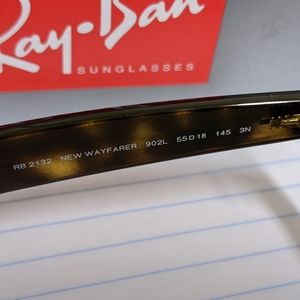 Ray-Ban
SUNGLASSES
RB 2132 NEW WAYFARER 902L 55□18 145 3N